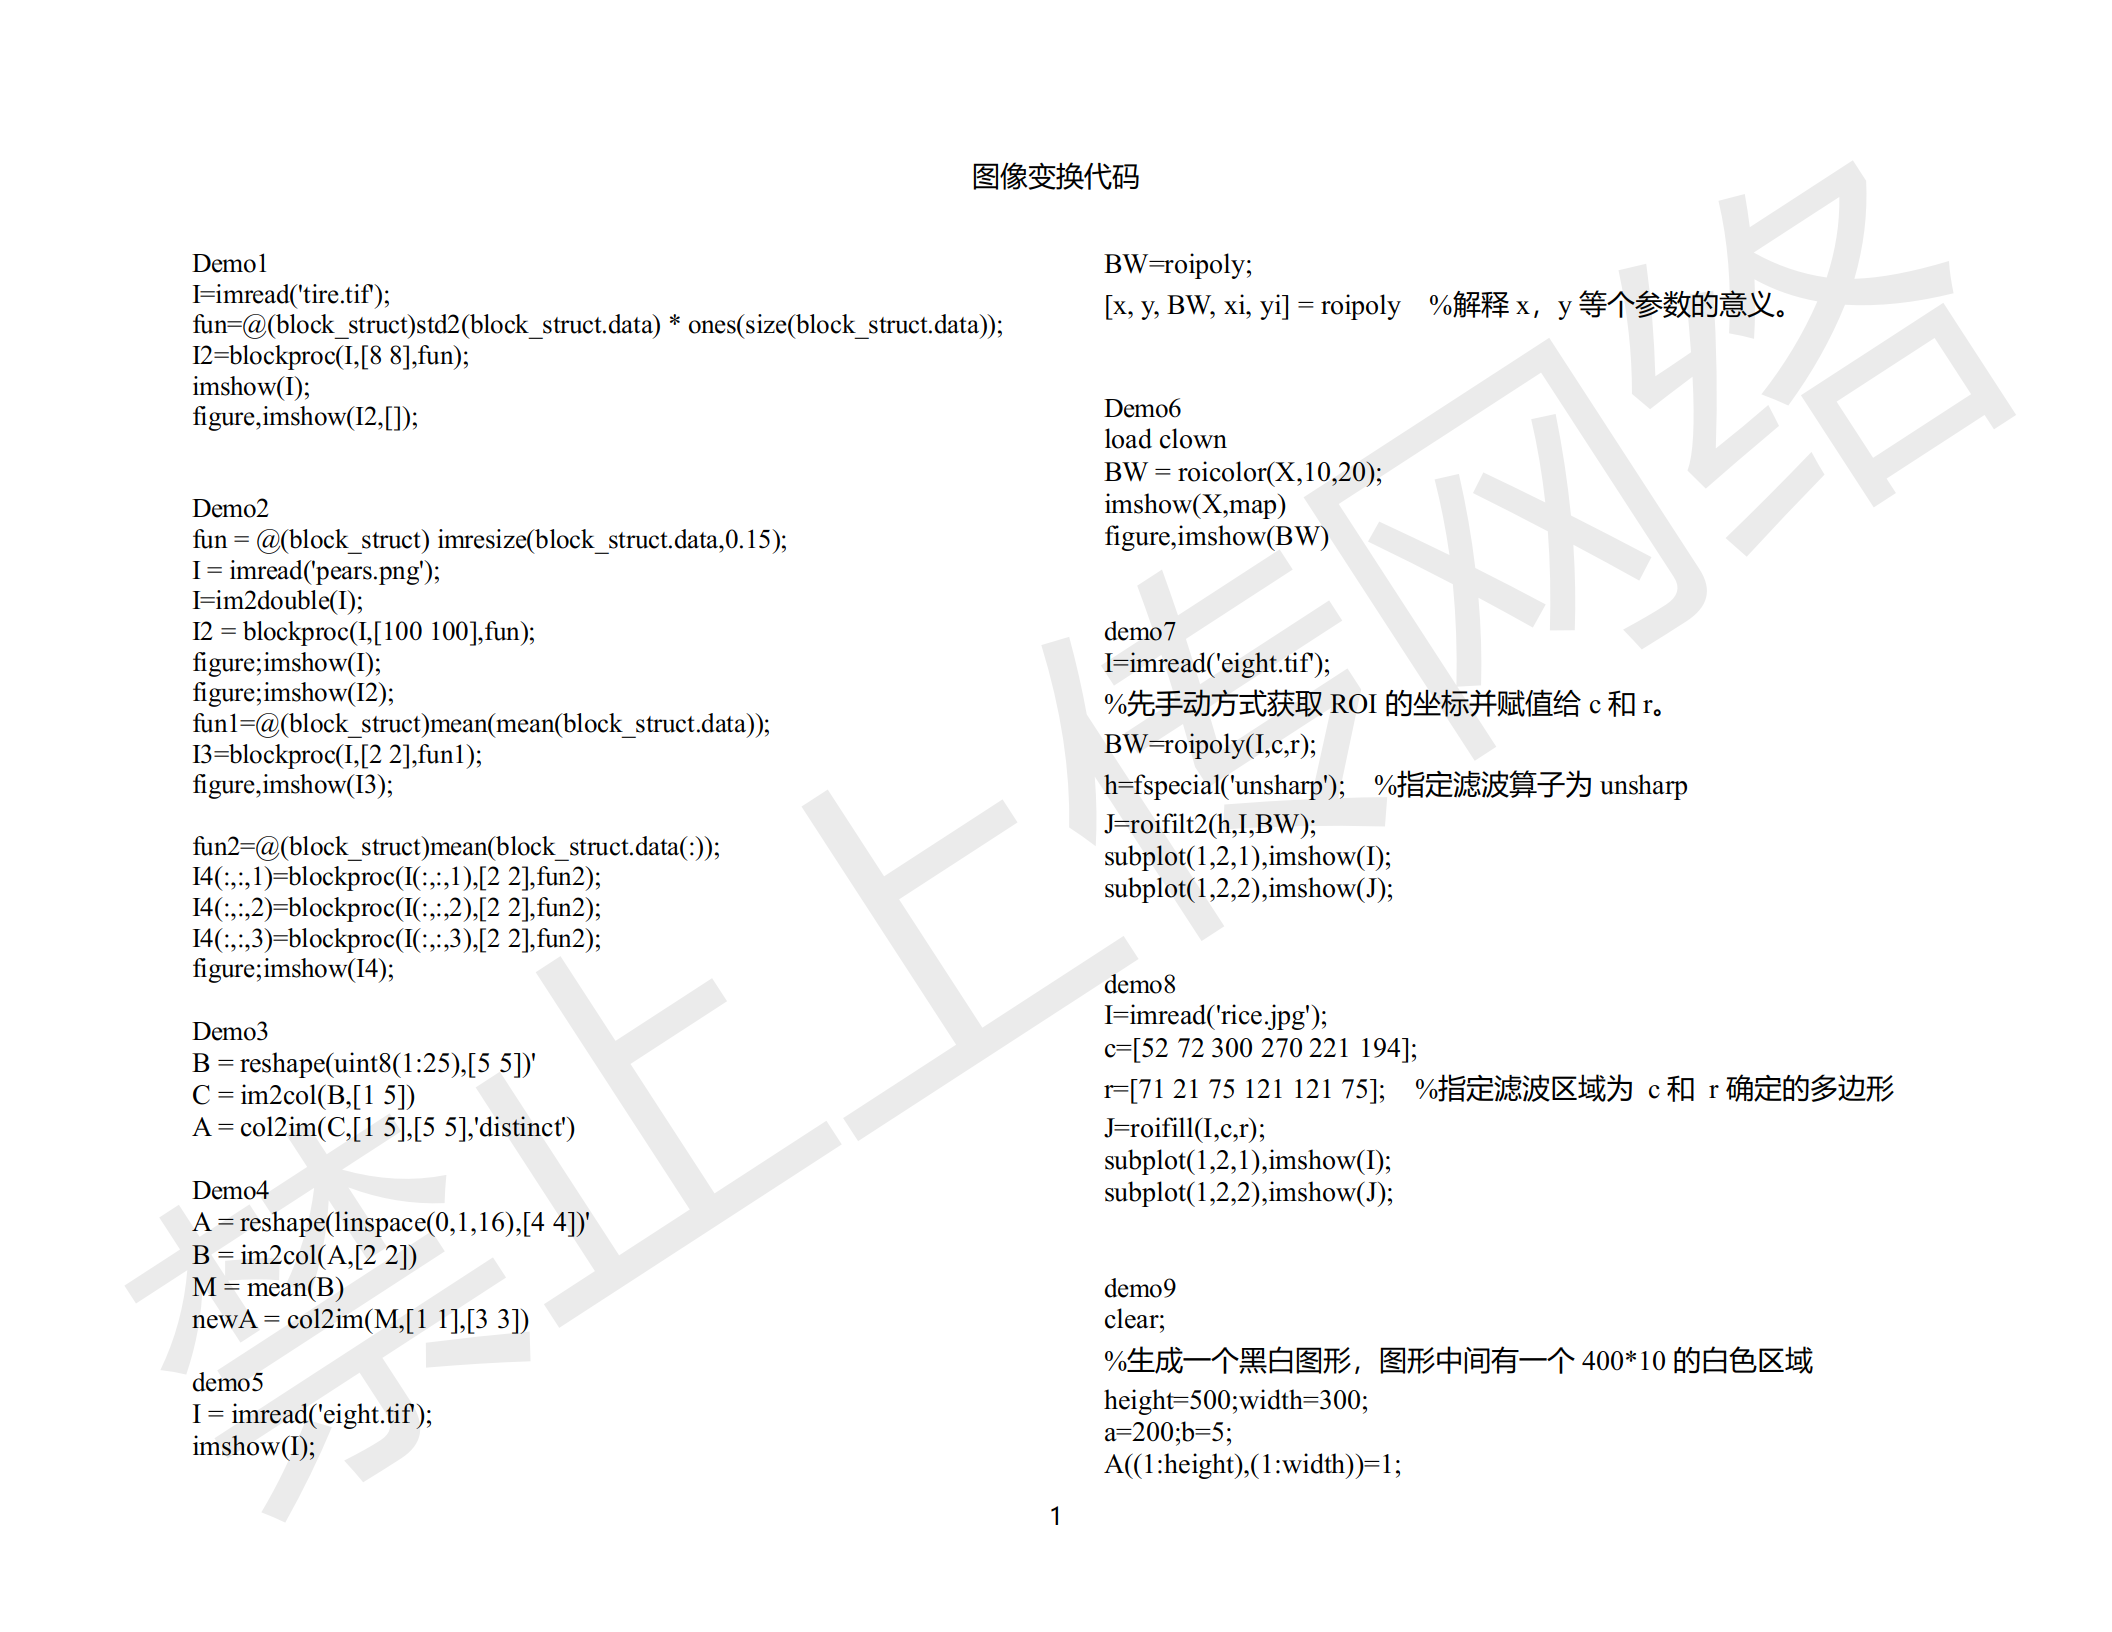 图像变换代码
Demo1
I=imread('tire.tif');
fun=@(block_struct)std2(block_struct.data) * ones(size(block_struct.data));
I2=blockproc(I,[8 8],fun);
imshow(I);
figure,imshow(I2,[]);
Demo2
fun = @(block_struct) imresize(block_struct.data,0.15);
I = imread('pears.png');
I=im2double(I);
I2 = blockproc(I,[100 100],fun);
figure;imshow(I);
figure;imshow(I2);
fun1=@(block_struct)mean(mean(block_struct.data));
I3=blockproc(I,[2 2],fun1);
figure,imshow(I3);
fun2=@(block_struct)mean(block_struct.data(:));
I4(:,:,1)=blockproc(I(:,:,1),[2 2],fun2);
I4(:,:,2)=blockproc(I(:,:,2),[2 2],fun2);
I4(:,:,3)=blockproc(I(:,:,3),[2 2],fun2);
figure;imshow(I4);
Demo3
B = reshape(uint8(1:25),[5 5])'
C = im2col(B,[1 5])
A = col2im(C,[1 5],[5 5],'distinct')
Demo4
A = reshape(linspace(0,1,16),[4 4])'
B = im2col(A,[2 2])
M = mean(B)
newA = col2im(M,[1 1],[3 3])
demo5
I = imread('eight.tif');
imshow(I);
BW=roipoly;
[x, y, BW, xi, yi] = roipoly %解释 x，y 等个参数的意义。
Demo6
load clown
BW = roicolor(X,10,20);
imshow(X,map)
figure,imshow(BW)
demo7
I=imread('eight.tif');
%先手动方式获取 ROI 的坐标并赋值给 c 和 r。
BW=roipoly(I,c,r);
h=fspecial('unsharp'); %指定滤波算子为 unsharp
J=roifilt2(h,I,BW);
subplot(1,2,1),imshow(I);
subplot(1,2,2),imshow(J);
demo8
I=imread('rice.jpg');
c=[52 72 300 270 221 194];
r=[71 21 75 121 121 75]; %指定滤波区域为 c 和 r 确定的多边形
J=roifill(I,c,r);
subplot(1,2,1),imshow(I);
subplot(1,2,2),imshow(J);
demo9
clear;
%生成一个黑白图形，图形中间有一个 400*10 的白色区域
height=500;width=300;
a=200;b=5;
A((1:height),(1:width))=1;
1
禁止上传网络